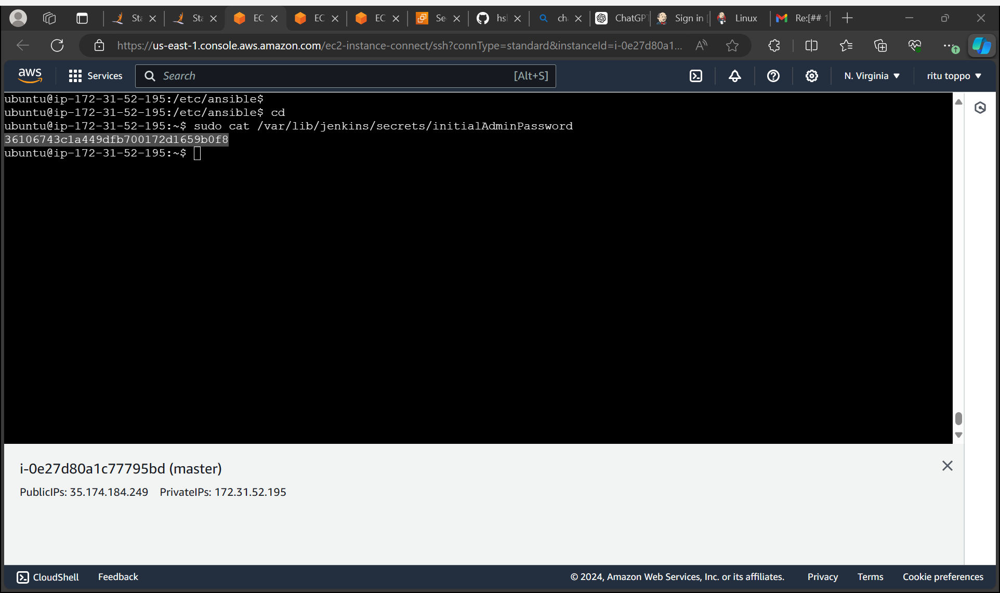 Sta
Sta
EC
EC
EC
Se
hsl
ch
ChatGPT
Sign in [
Linux
Re:[## 1
https://us-east-1.console.aws.amazon.com/ec2-instance-connect/ssh?connType=standard&instanceId=i-0e27d80a1...
aws
Services
Search
[Alt+S]
N. Virginia
ritu toppo
ubuntu@ip-172-31-52-195:/etc/ansible$
ubuntu@ip-172-31-52-195:/etc/ansible$ cd
ubuntu@ip-172-31-52-195:~$ sudo cat /var/lib/jenkins/secrets/initialAdminPassword
36106743c1a449dfb700172d1659b0f8
ubuntu@ip-172-31-52-195:~$
i-0e27d80a1c77795bd (master)
PublicIPs: 35.174.184.249 PrivateIPs: 172.31.52.195
CloudShell
Feedback
© 2024, Amazon Web Services, Inc. or its affiliates.
Privacy
Terms
Cookie preferences